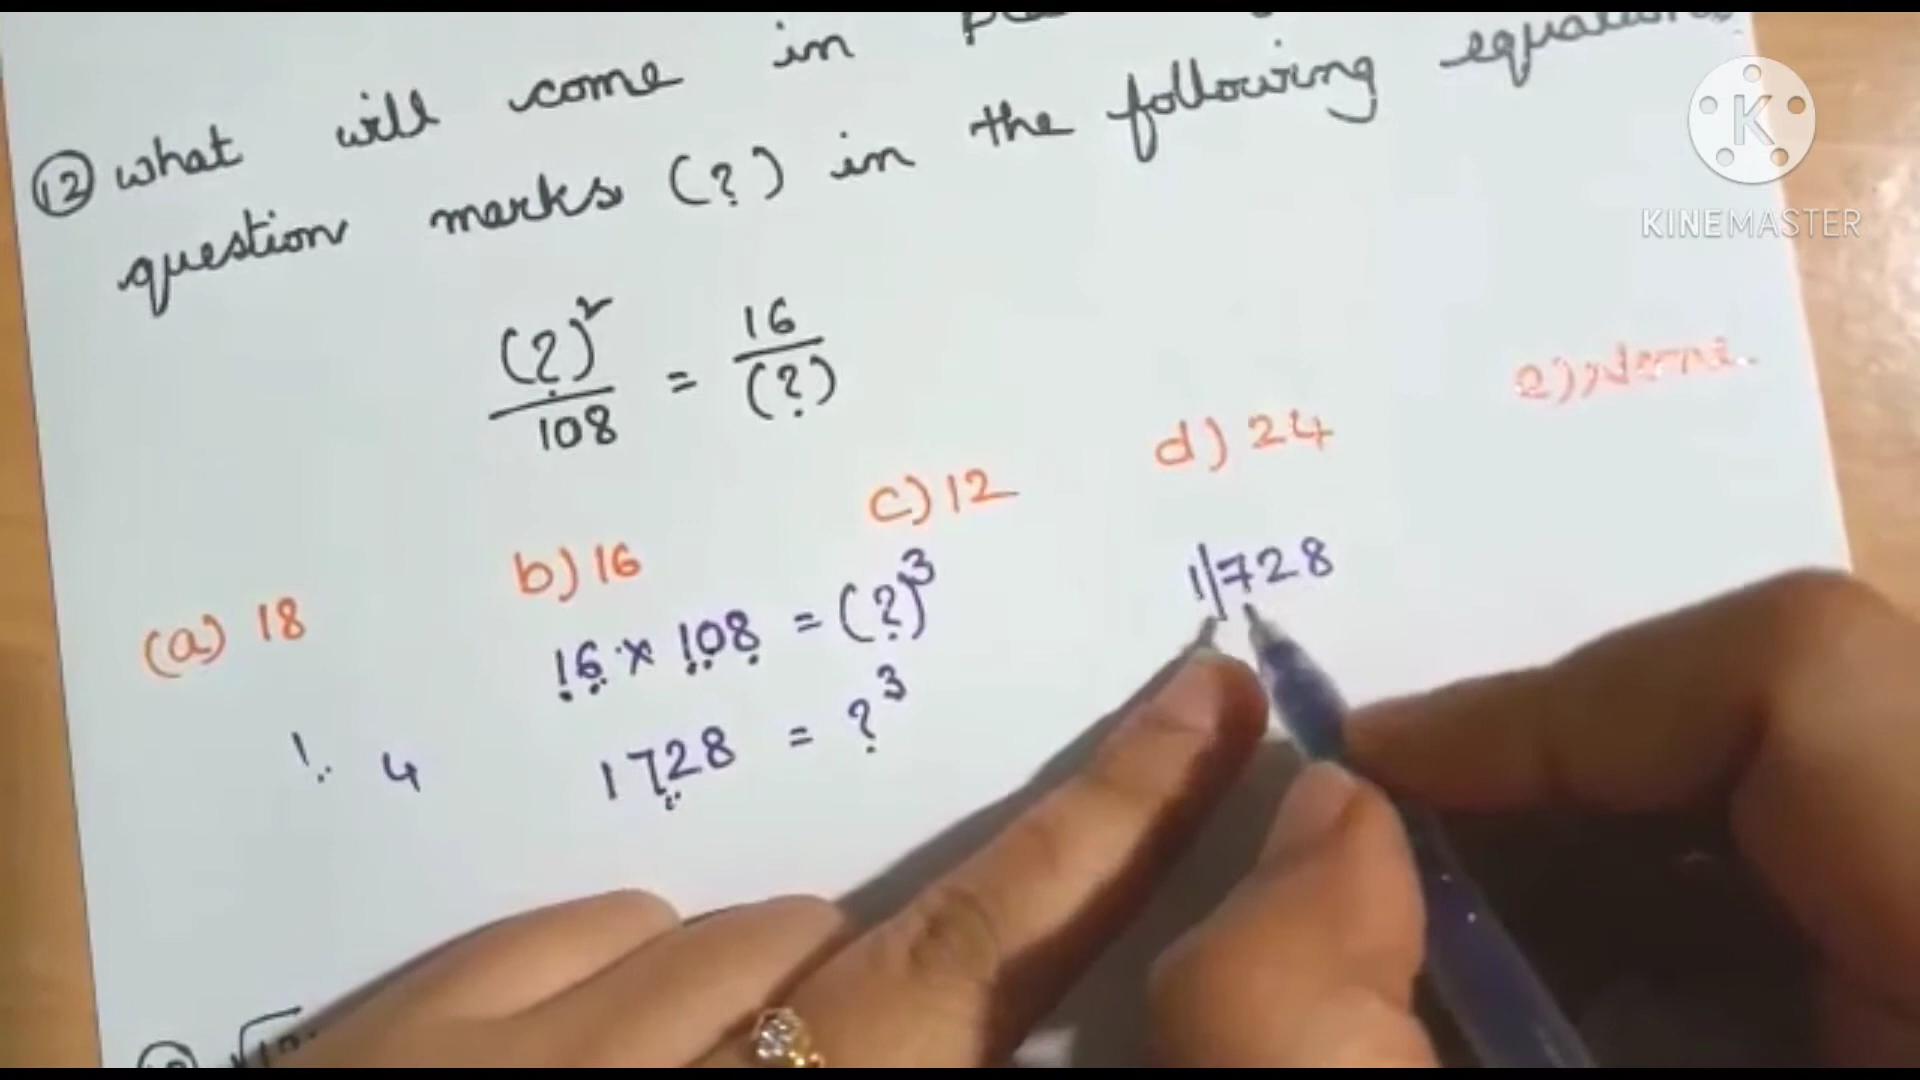 ⑫ what will come in
question marks (?) in the following
(?)² / 108 = 16 / (?)
(a) 18 b) 16 c) 12 d) 24 e) None.
16 × 108 = (?)³
1728 = ?³
1|728
4
KINEMASTER